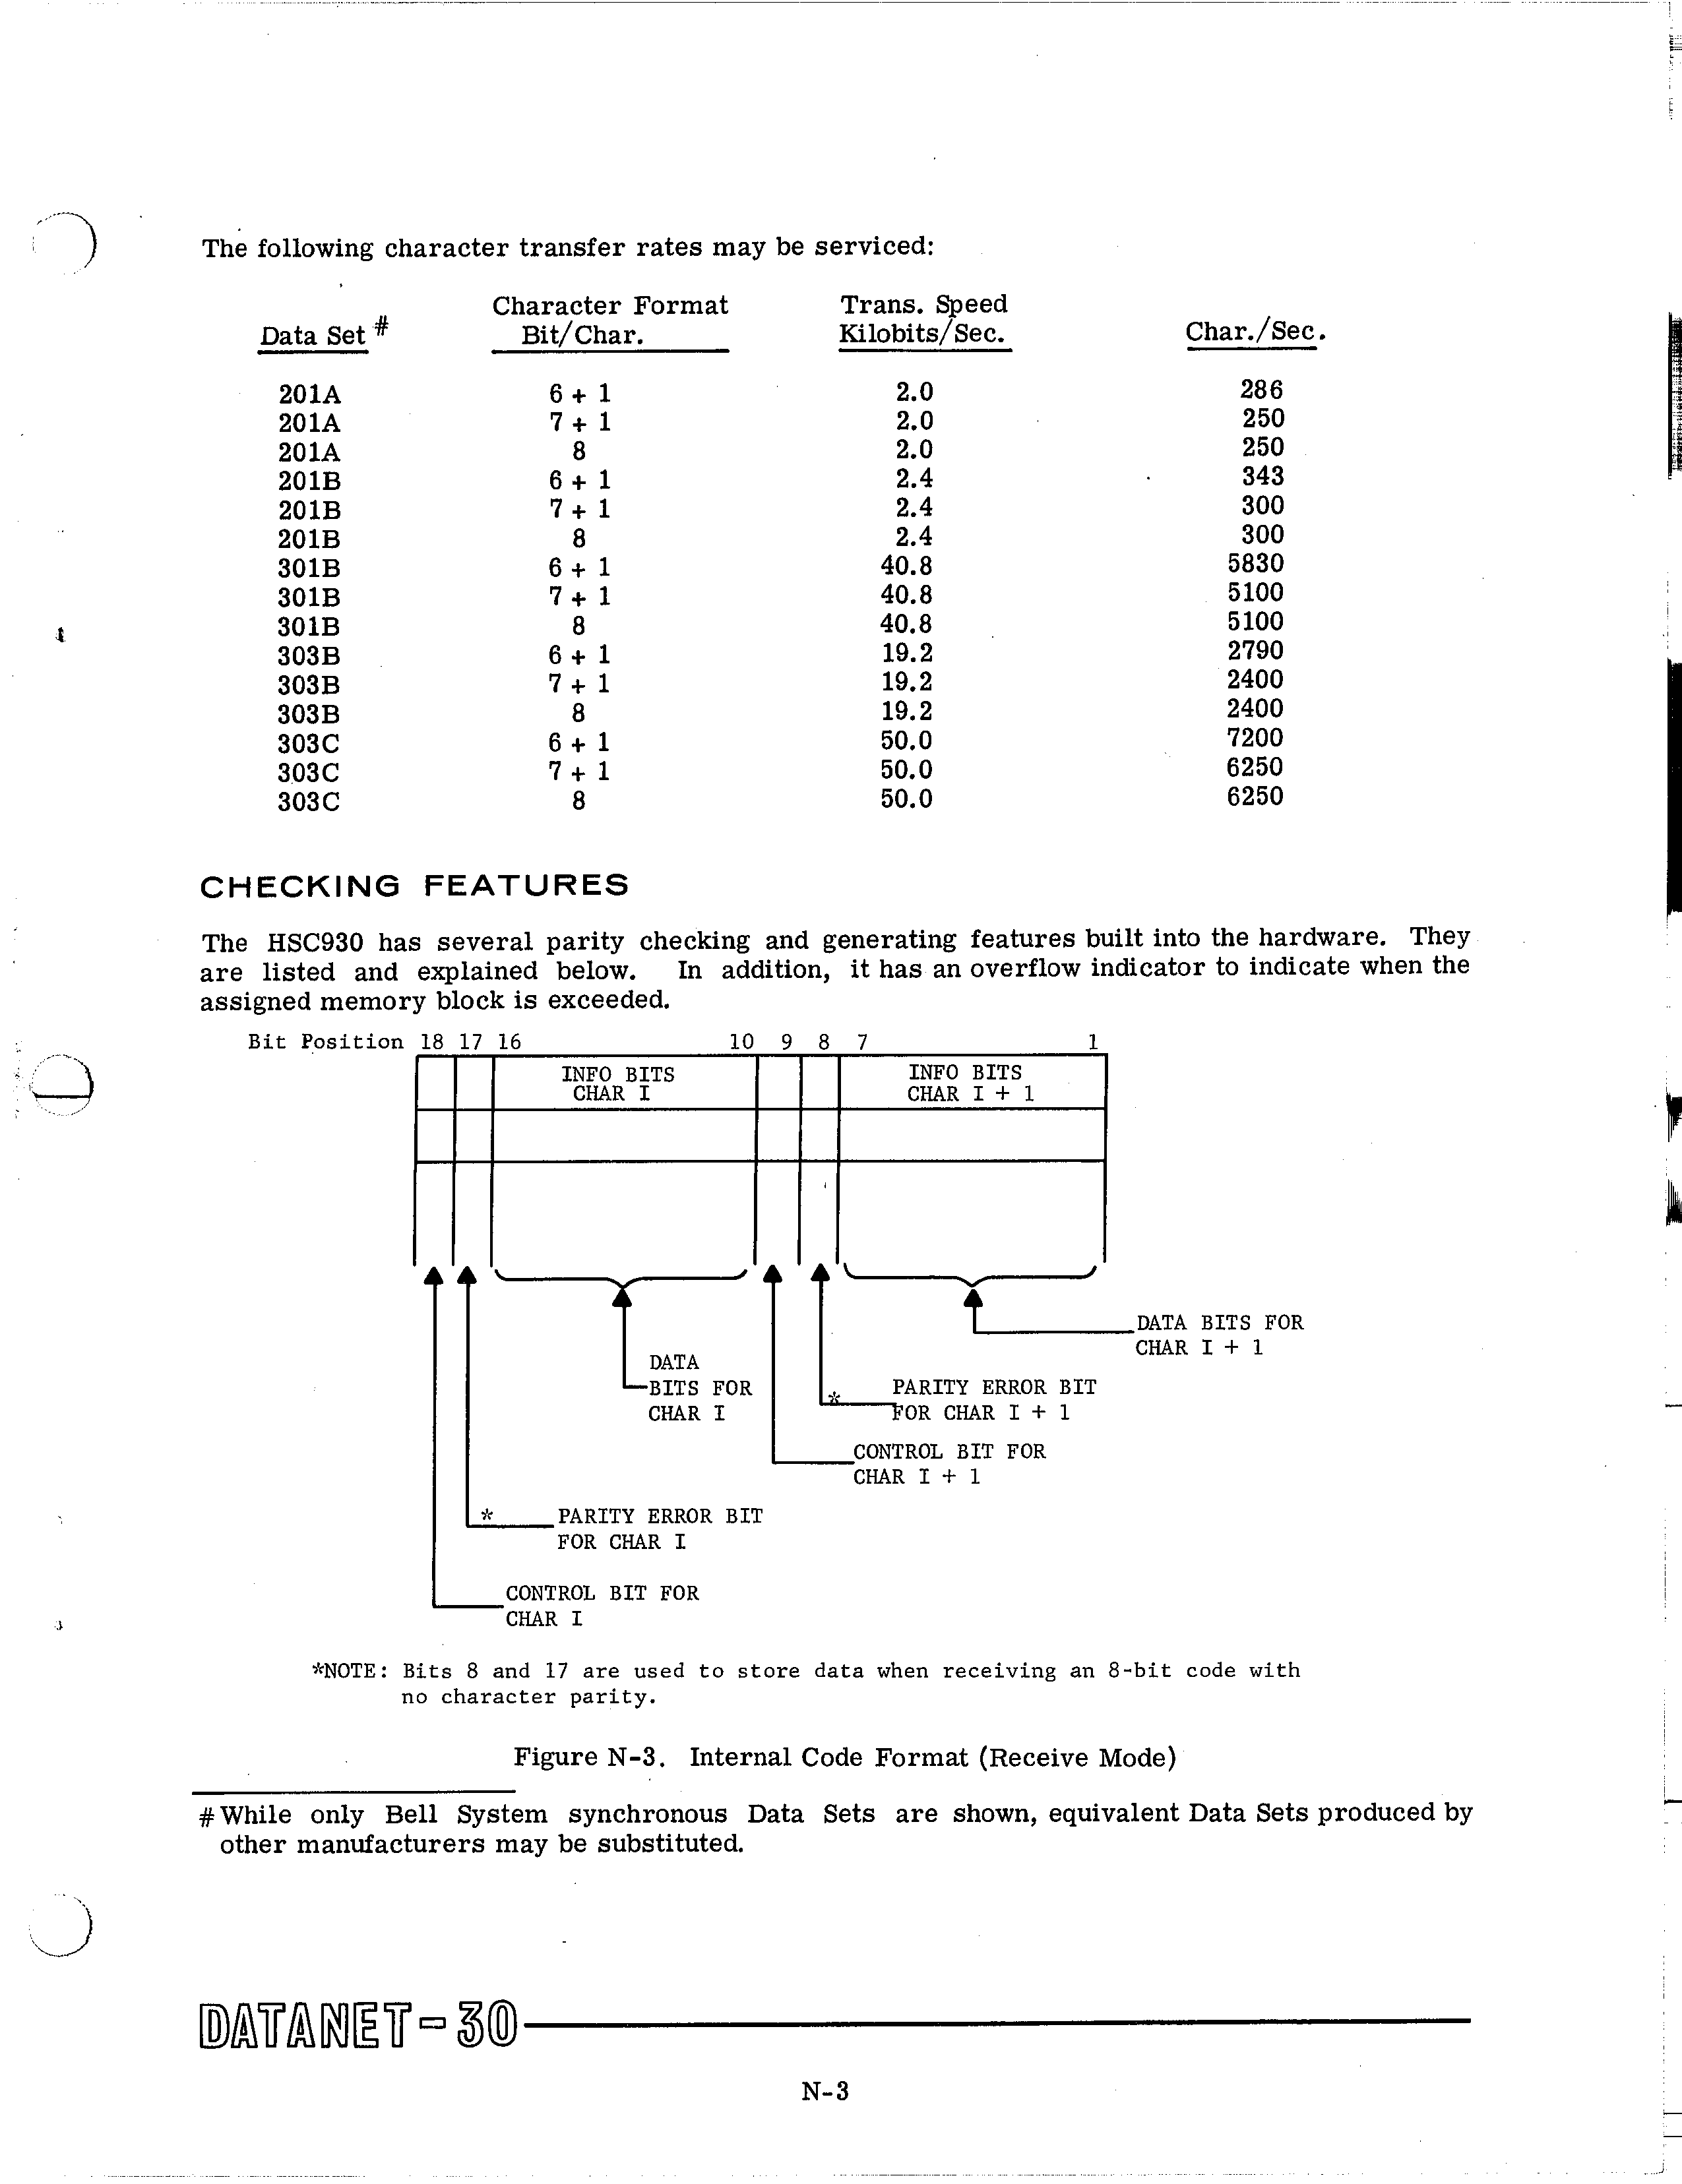 The following character transfer rates may be serviced:
Character Format Trans. Speed
Data Set # Bit/Char. Kilobits/Sec. Char./Sec.
201A 6 + 1 2.0 286
201A 7 + 1 2.0 250
201A 8 2.0 250
201B 6 + 1 2.4 343
201B 7 + 1 2.4 300
201B 8 2.4 300
301B 6 + 1 40.8 5830
301B 7 + 1 40.8 5100
301B 8 40.8 5100
303B 6 + 1 19.2 2790
303B 7 + 1 19.2 2400
303B 8 19.2 2400
303C 6 + 1 50.0 7200
303C 7 + 1 50.0 6250
303C 8 50.0 6250
CHECKING FEATURES
The HSC930 has several parity checking and generating features built into the hardware. They
are listed and explained below. In addition, it has an overflow indicator to indicate when the
assigned memory block is exceeded.
Bit Position 18 17 16 10 9 8 7 1
INFO BITS
CHAR I
INFO BITS
CHAR I + 1
DATA BITS FOR
CHAR I + 1
DATA
BITS FOR
CHAR I
* PARITY ERROR BIT
FOR CHAR I + 1
CONTROL BIT FOR
CHAR I + 1
* PARITY ERROR BIT
FOR CHAR I
CONTROL BIT FOR
CHAR I
*NOTE: Bits 8 and 17 are used to store data when receiving an 8-bit code with
no character parity.
Figure N-3. Internal Code Format (Receive Mode)
# While only Bell System synchronous Data Sets are shown, equivalent Data Sets produced by
other manufacturers may be substituted.
DATANET-30
N-3